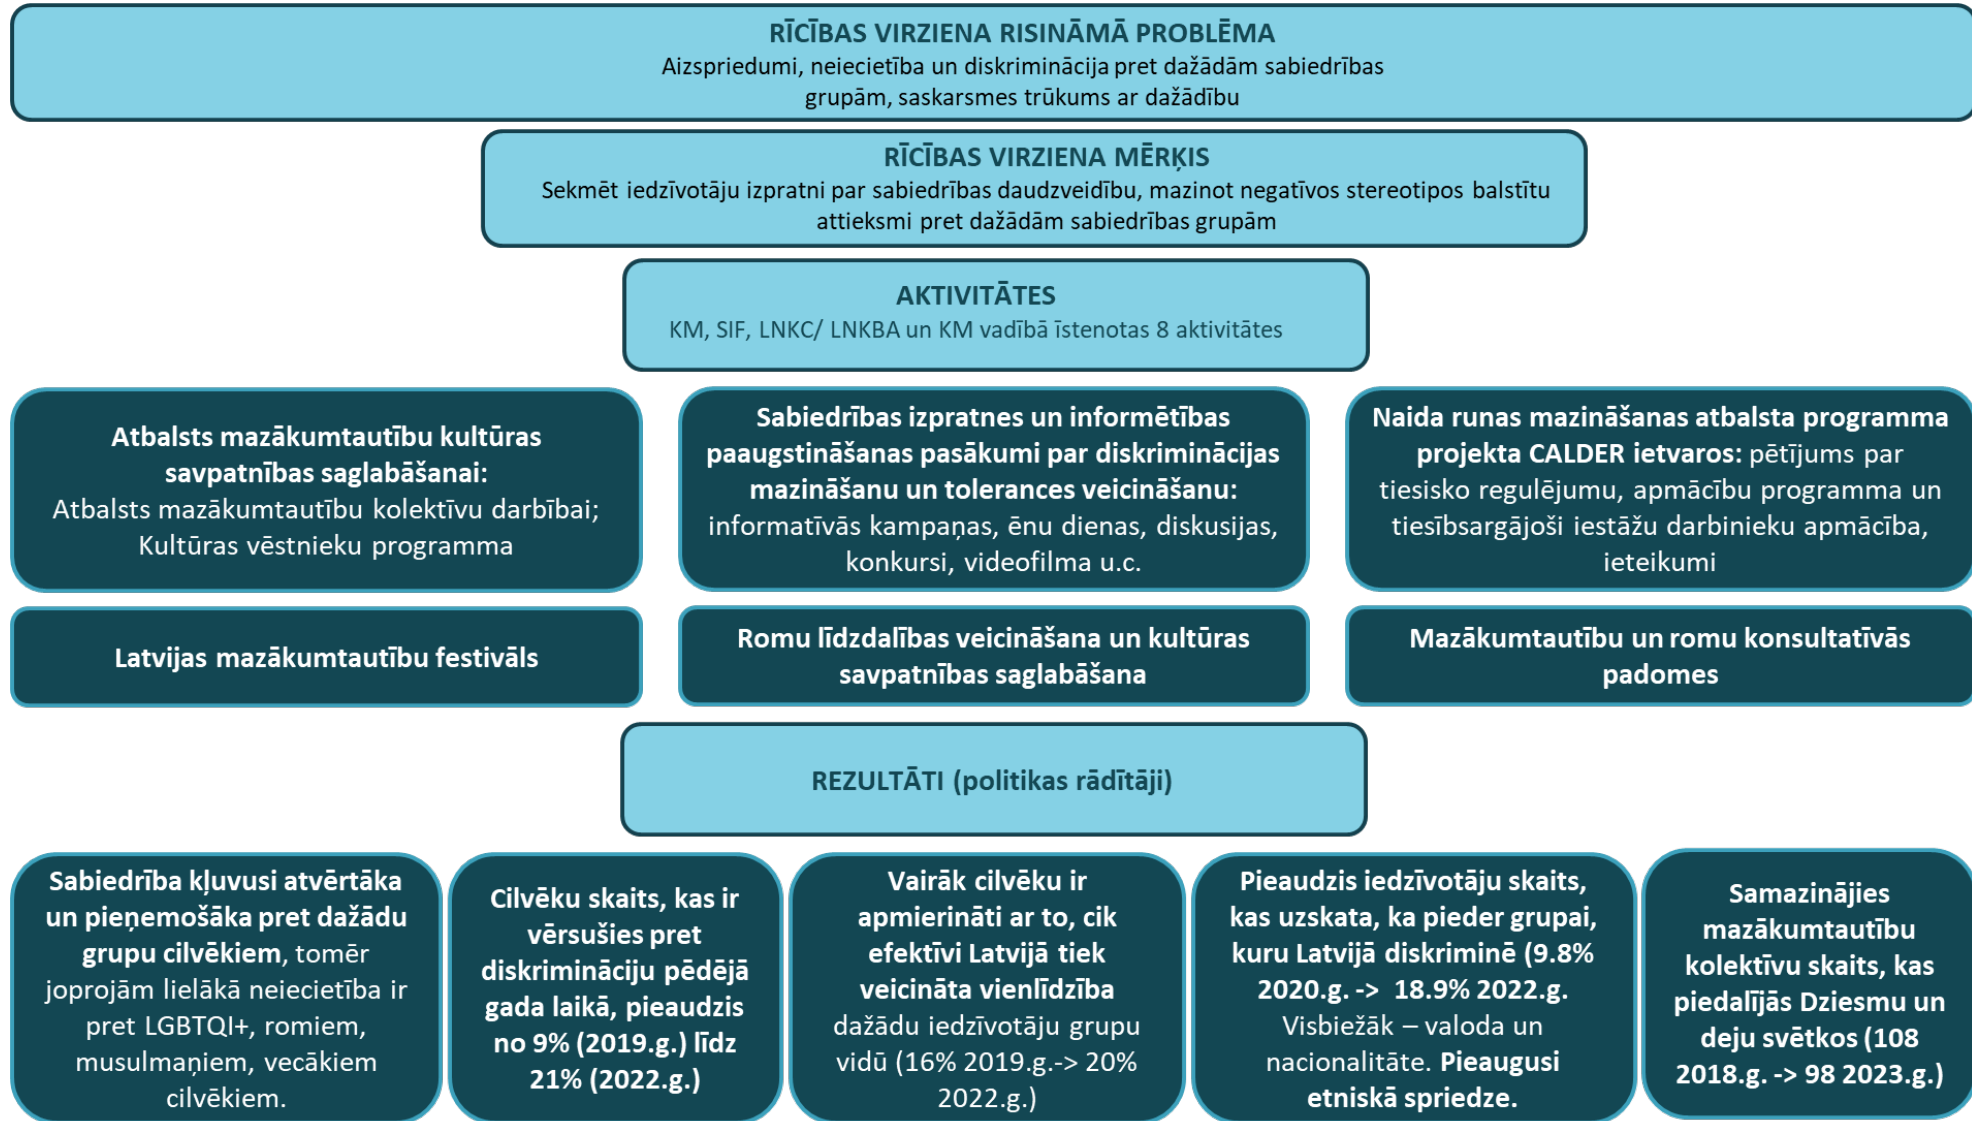 RĪCĪBAS VIRZIENA RISINĀMĀ PROBLĒMA
Aizspriedumi, neiecietība un diskriminācija pret dažādām sabiedrības
grupām, saskarsmes trūkums ar dažādību
RĪCĪBAS VIRZIENA MĒRĶIS
Sekmēt iedzīvotāju izpratni par sabiedrības daudzveidību, mazinot negatīvos stereotipos balstītu
attieksmi pret dažādām sabiedrības grupām
AKTIVITĀTES
KM, SIF, LNKC/ LNKBA un KM vadībā īstenotas 8 aktivitātes
Atbalsts mazākumtautību kultūras
savpatnības saglabāšanai:
Atbalsts mazākumtautību kolektīvu darbībai;
Kultūras vēstnieku programma
Sabiedrības izpratnes un informētības
paaugstināšanas pasākumi par diskriminācijas
mazināšanu un tolerances veicināšanu:
informatīvās kampaņas, ēnu dienas, diskusijas,
konkursi, videofilma u.c.
Naida runas mazināšanas atbalsta programma
projekta CALDER ietvaros: pētījums par
tiesisko regulējumu, apmācību programma un
tiesībsargājoši iestāžu darbinieku apmācība,
ieteikumi
Latvijas mazākumtautību festivāls
Romu līdzdalības veicināšana un kultūras
savpatnības saglabāšana
Mazākumtautību un romu konsultatīvās
padomes
REZULTĀTI (politikas rādītāji)
Sabiedrība kļuvusi atvērtāka
un pieņemošāka pret dažādu
grupu cilvēkiem, tomēr
joprojām lielākā neiecietība ir
pret LGBTQI+, romiem,
musulmaņiem, vecākiem
cilvēkiem.
Cilvēku skaits, kas ir
vērsušies pret
diskrimināciju pēdējā
gada laikā, pieaudzis
no 9% (2019.g.) līdz
21% (2022.g.)
Vairāk cilvēku ir
apmierināti ar to, cik
efektīvi Latvijā tiek
veicināta vienlīdzība
dažādu iedzīvotāju grupu
vidū (16% 2019.g.-> 20%
2022.g.)
Pieaudzis iedzīvotāju skaits,
kas uzskata, ka pieder grupai,
kuru Latvijā diskriminē (9.8%
2020.g. -> 18.9% 2022.g.
Visbiežāk – valoda un
nacionalitāte. Pieaugusi
etniskā spriedze.
Samazinājies
mazākumtautību
kolektīvu skaits, kas
piedalījās Dziesmu un
deju svētkos (108
2018.g. -> 98 2023.g.)